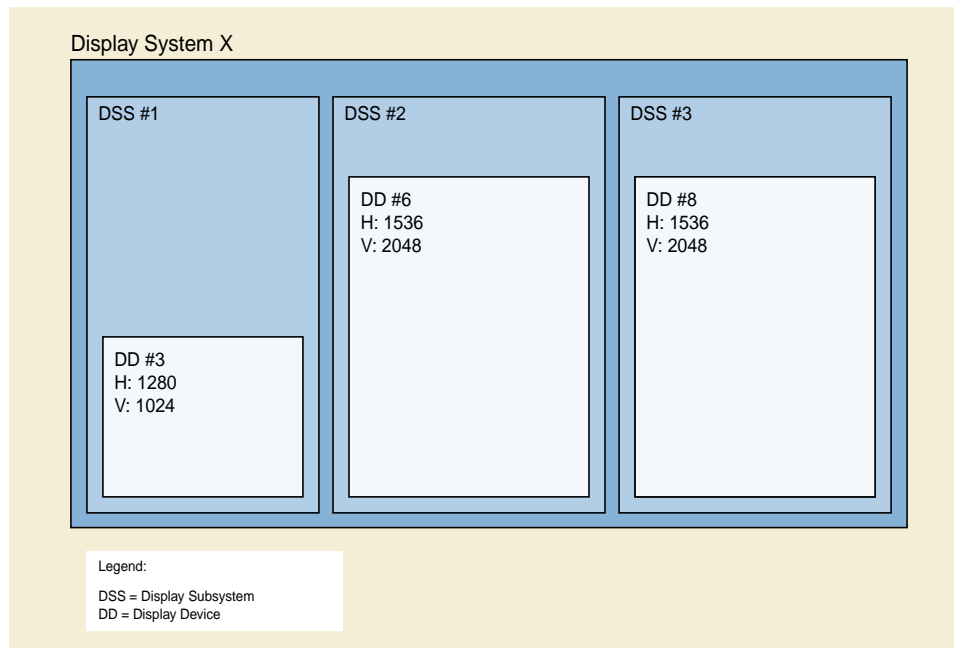 Display System X
DSS #1
DSS #2
DSS #3
DD #6
H: 1536
V: 2048
DD #8
H: 1536
V: 2048
DD #3
H: 1280
V: 1024
Legend:
DSS = Display Subsystem
DD = Display Device